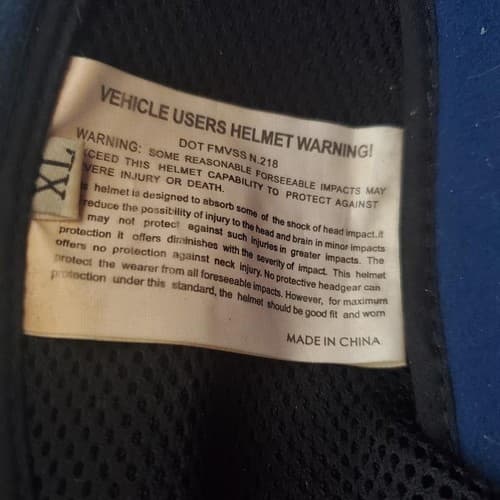 VEHICLE USERS HELMET WARNING!
DOT FMVSS N.218
WARNING: SOME REASONABLE FORSEEABLE IMPACTS MAY
XCEED THIS HELMET CAPABILITY TO PROTECT AGAINST
VERE INJURY OR DEATH.
s helmet is designed to absorb some of the shock of head impact.It
reduce the possibility of injury to the head and brain in minor impacts
may not protect against such injuries in greater impacts. The
protection it offers diminishes with the severity of impact. This helmet
offers no protection against neck injury. No protective headgear can
protect the wearer from all foreseeable impacts. However, for maximum
protection under this standard, the helmet should be good fit and worn
MADE IN CHINA
XL